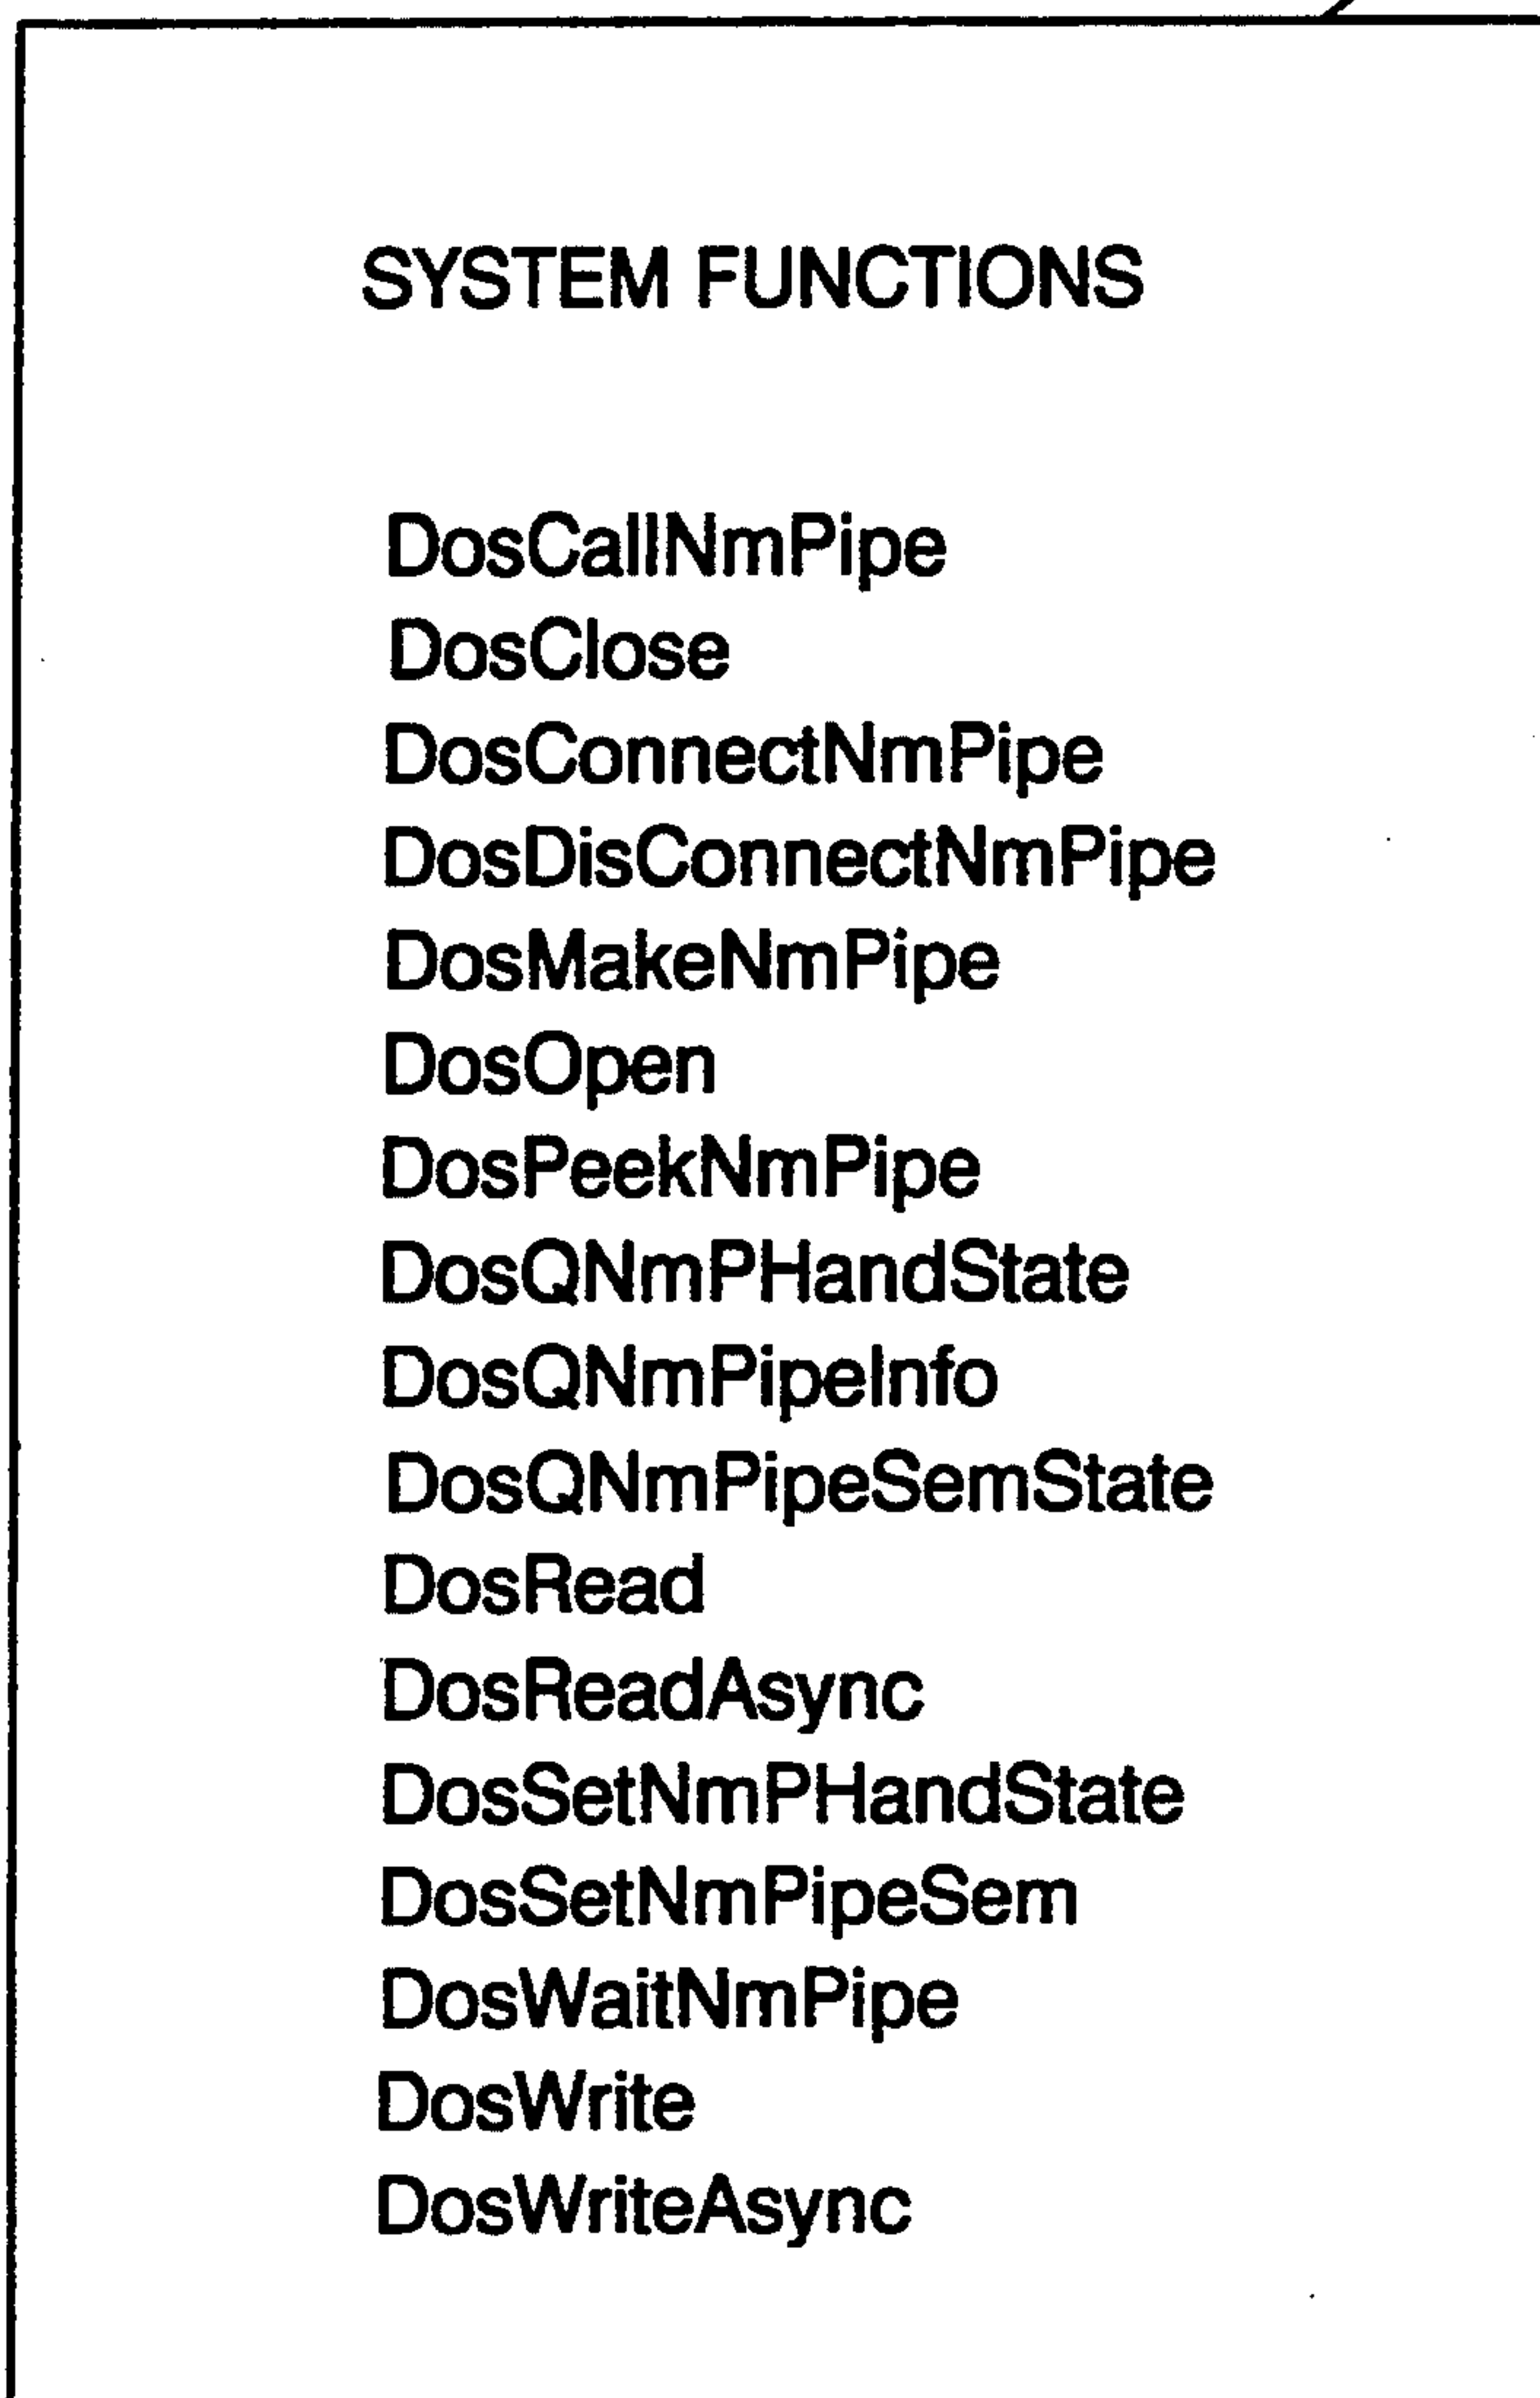 SYSTEM FUNCTIONS
DosCallNmPipe
DosClose
DosConnectNmPipe
DosDisConnectNmPipe
DosMakeNmPipe
DosOpen
DosPeekNmPipe
DosQNmPHandState
DosQNmPipeInfo
DosQNmPipeSemState
DosRead
DosReadAsync
DosSetNmPHandState
DosSetNmPipeSem
DosWaitNmPipe
DosWrite
DosWriteAsync